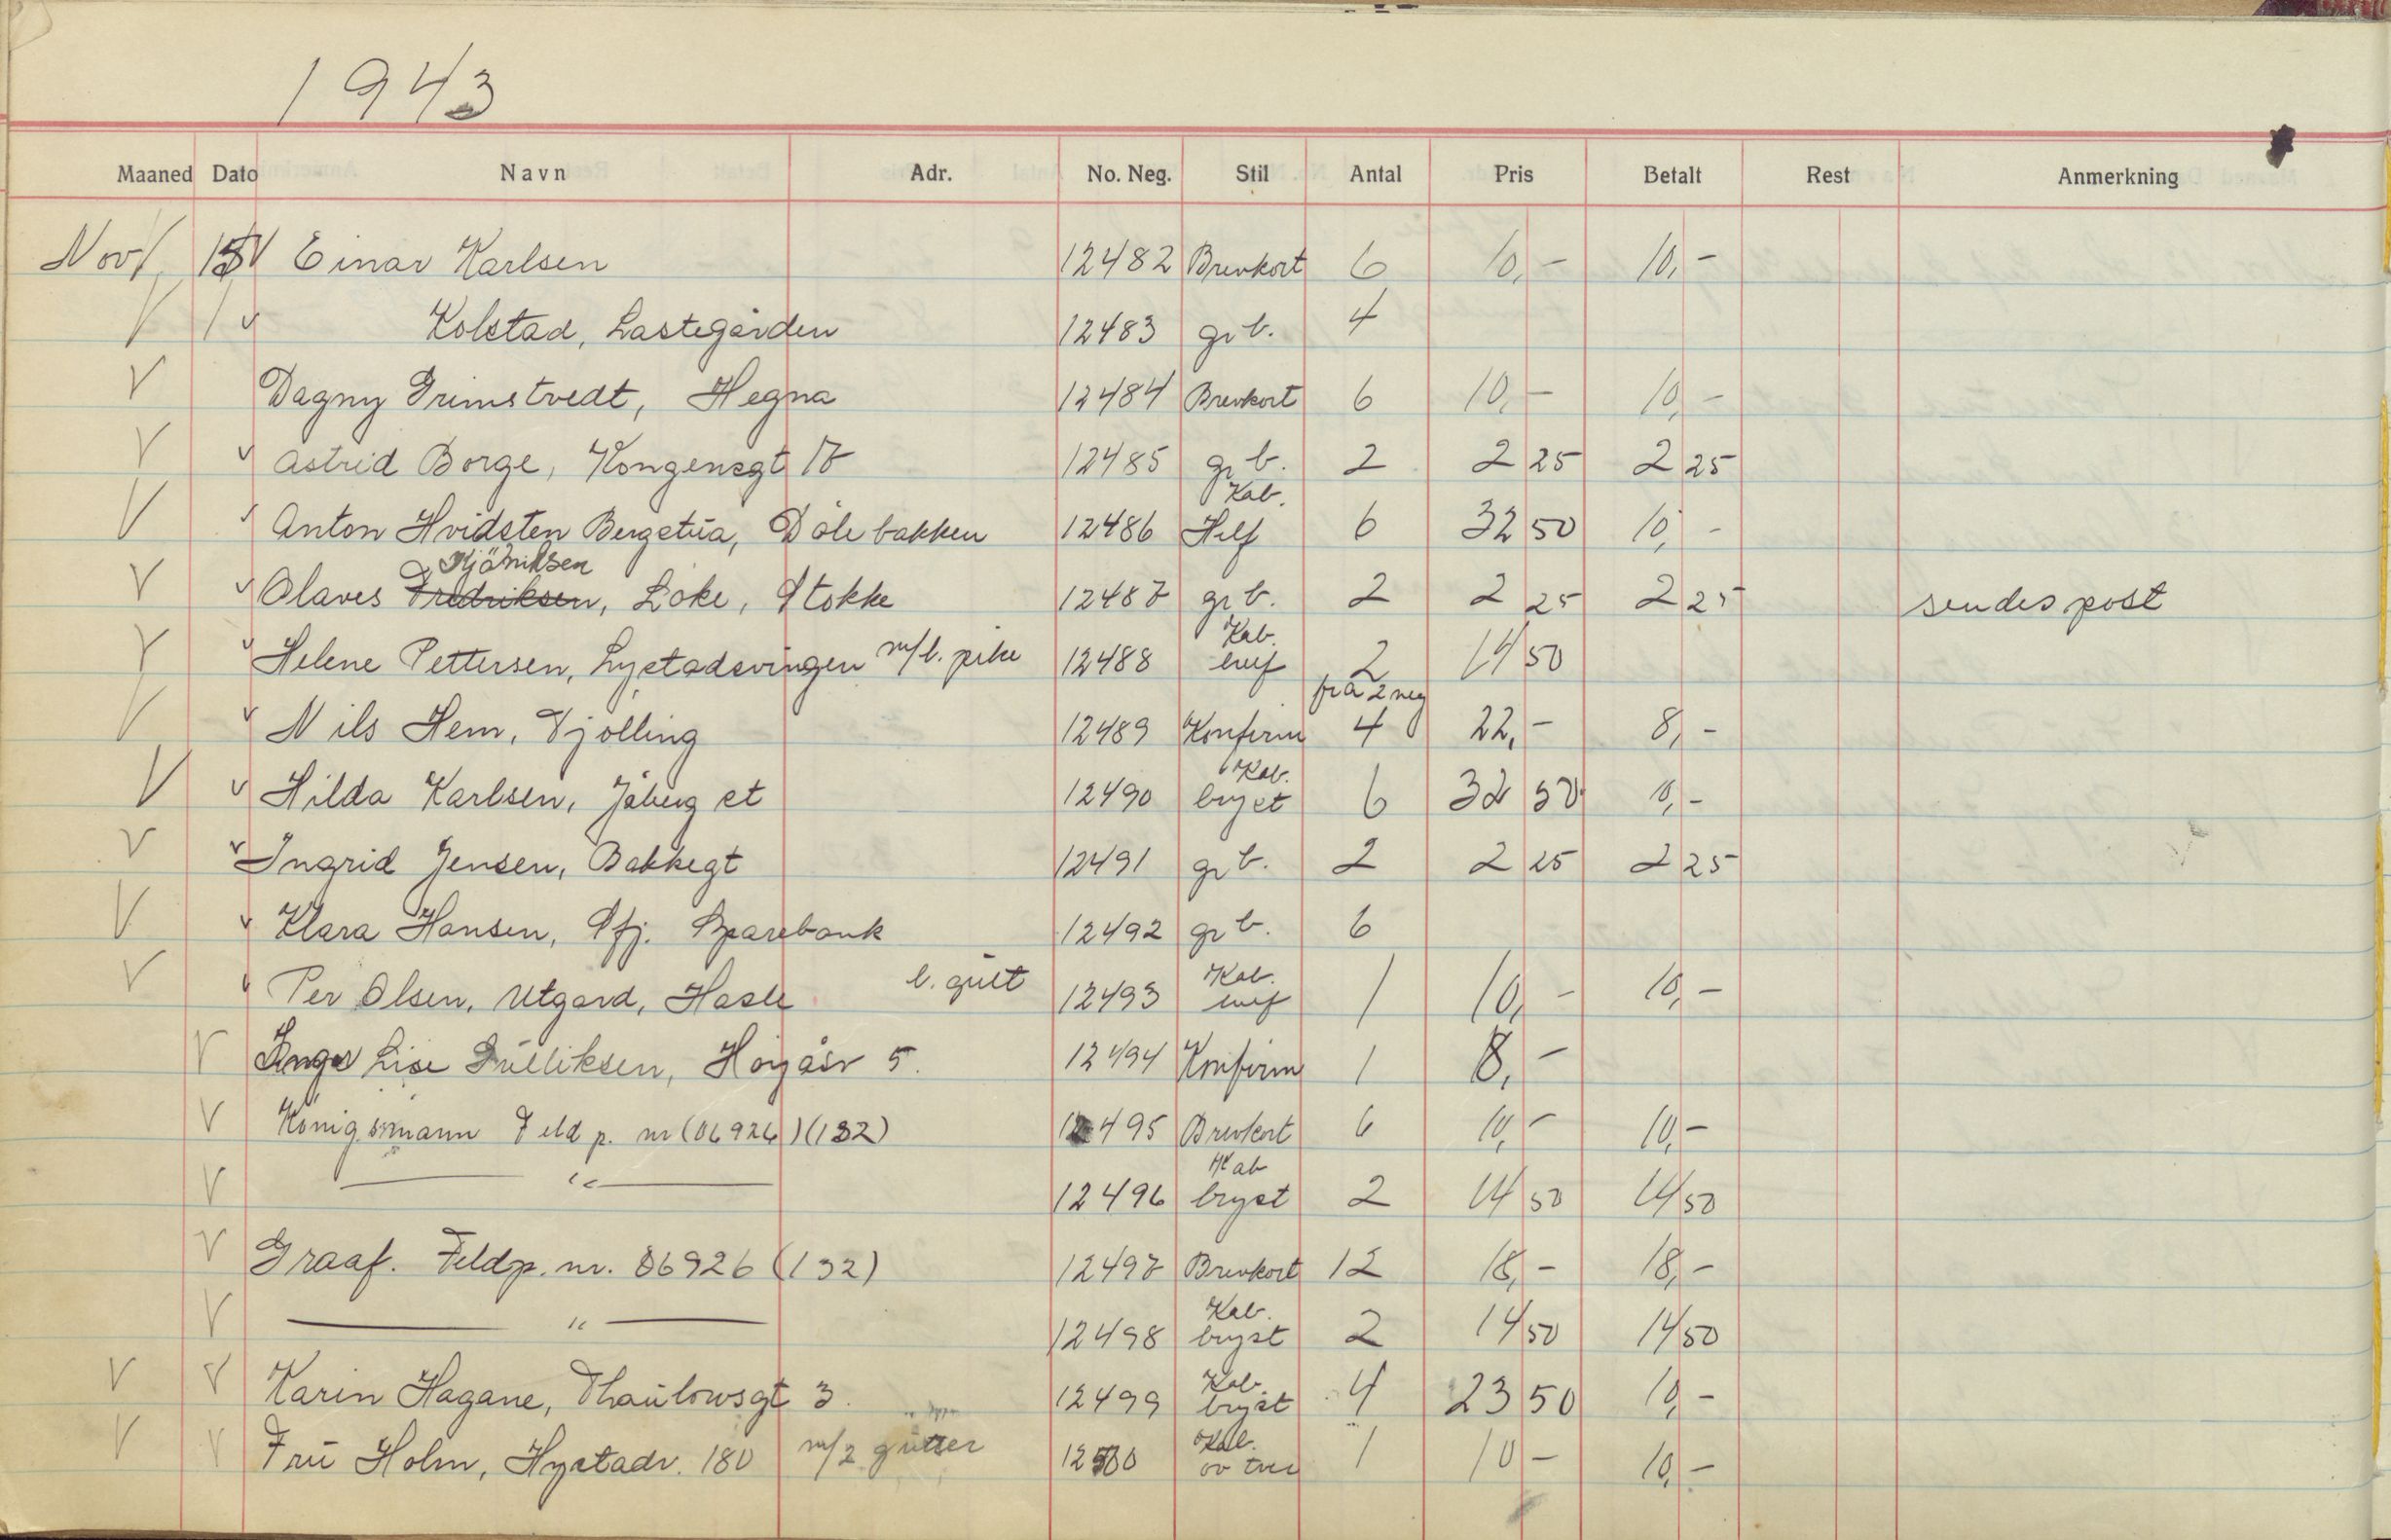 1943
Maaned Dato Navn Adr. No. Neg. Stil Antal Pris Betalt Rest Anmerkning
Nov V 15 V Einar Karlsen 12482 Brevkort 6 10,- 10,-
V V Kolstad, Lastegården 12483 gr b. 4
V Dagny Grimstvedt, Hegna 12484 Brevkort 6 10,- 10,-
V v Astrid Borge, Kongensgt 17 12485 gr b. 2 2 25 2 25
V v Anton Hvidsten Bergetua, Dölebakken 12486 Kab. Helf 6 32 50 10,-
V v Olaves Fredriksen, Löke, Stokke 12487 gr b. 2 2 25 2 25 sendes post
V v Helene Pettersen, Lystadsvingen m/l. pike 12488 Kab. 2 14 50
fra 2 neg
V v Nils Hem, Tjölling 12489 Konfirm 4 22,- 8,-
V v Hilda Karlsen, Jåberg st 12490 Kab. bryst 6 32 50 10,-
V v Ingrid Jensen, Bakkegt 12491 gr b. 2 2 25 2 25
V v Klara Hansen, Sfj. Sparebank 12492 gr b. 6
V v Per Olsen, Utgard, Hasle l. gutt 12493 Kab. 1 10,- 10,-
V Inger Lise Gulliksen, Høyåsv 5. 12494 Konfirm 1 8,-
V Königsmann Feldp. nr (06926) (132) 12495 Brevkort 6 10,- 10,-
V — " — 12496 Kab bryst 2 14 50 14 50
V Graaf. Feldp. nr. 06926 (132) 12497 Brevkort 12 18,- 18,-
V — " — 12498 Kab. bryst 2 14 50 14 50
V V Karin Hagane, Thaulowsgt 3. 12499 Kab. bryst 4 23 50 10,-
V V Fru Holm, Hystadv. 180 m/2 gutter 12500 Kab. 1 10 - 10,-